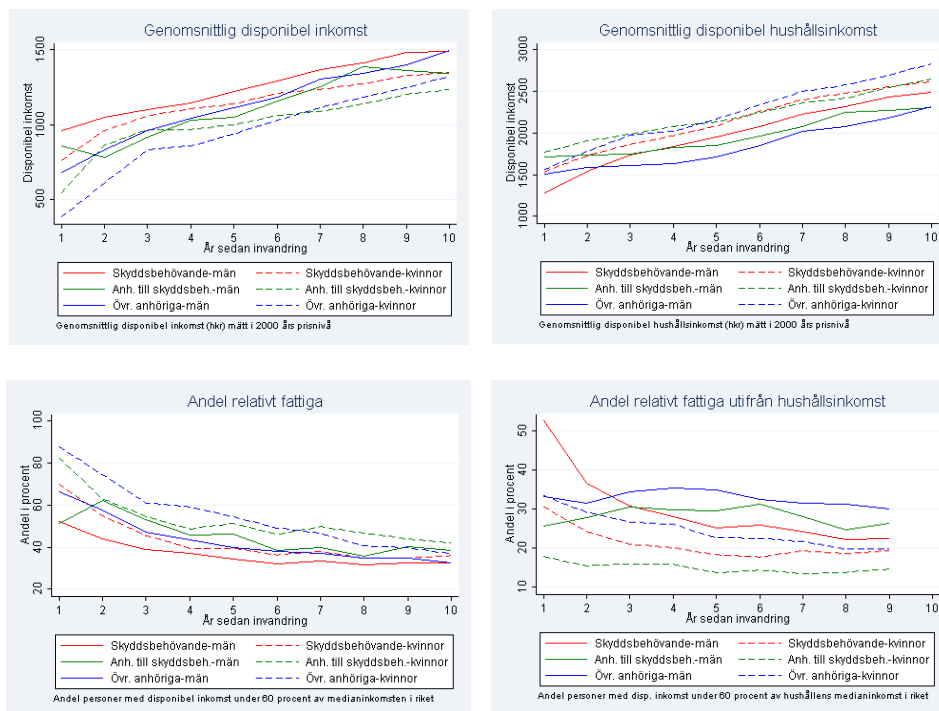 Genomsnittlig disponibel inkomst
Disponibel inkomst
1500
1000
500
1 2 3 4 5 6 7 8 9 10
År sedan invandring
Skyddsbehövande-män Skyddsbehövande-kvinnor
Anh. till skyddsbeh.-män Anh. till skyddsbeh.-kvinnor
Övr. anhöriga-män Övr. anhöriga-kvinnor
Genomsnittlig disponibel inkomst (hkr) mätt i 2000 års prisnivå
Genomsnittlig disponibel hushållsinkomst
Disponibel inkomst
3000
2500
2000
1500
1000
1 2 3 4 5 6 7 8 9 10
År sedan invandring
Skyddsbehövande-män Skyddsbehövande-kvinnor
Anh. till skyddsbeh.-män Anh. till skyddsbeh.-kvinnor
Övr. anhöriga-män Övr. anhöriga-kvinnor
Genomsnittlig disponibel hushållsinkomst (hkr) mätt i 2000 års prisnivå
Andel relativt fattiga
Andel i procent
100
80
60
40
20
1 2 3 4 5 6 7 8 9 10
År sedan invandring
Skyddsbehövande-män Skyddsbehövande-kvinnor
Anh. till skyddsbeh.-män Anh. till skyddsbeh.-kvinnor
Övr. anhöriga-män Övr. anhöriga-kvinnor
Andel personer med disponibel inkomst under 60 procent av medianinkomsten i riket
Andel relativt fattiga utifrån hushållsinkomst
Andel i procent
50
40
30
20
10
1 2 3 4 5 6 7 8 9 10
År sedan invandring
Skyddsbehövande-män Skyddsbehövande-kvinnor
Anh. till skyddsbeh.-män Anh. till skyddsbeh.-kvinnor
Övr. anhöriga-män Övr. anhöriga-kvinnor
Andel personer med disp. inkomst under 60 procent av hushållens medianinkomst i riket